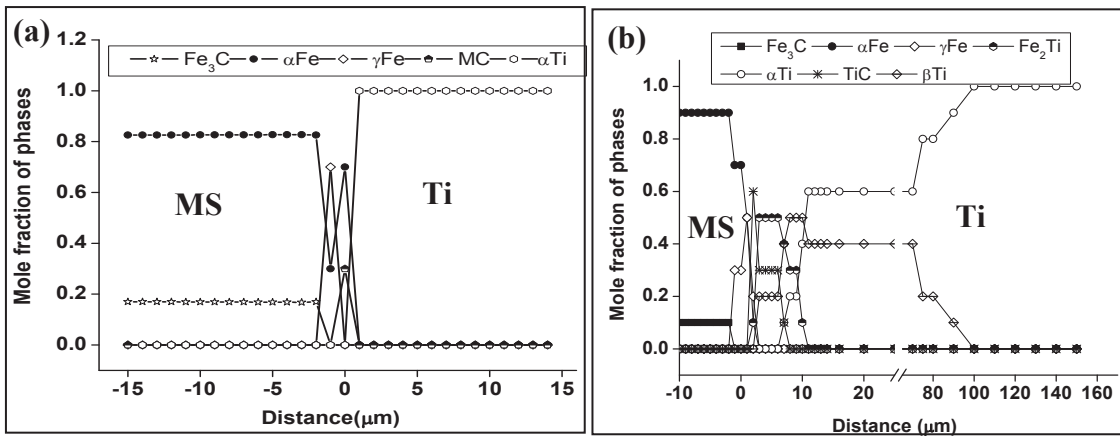 (a)
1.2
1.0
0.8
0.6
0.4
0.2
0.0
Mole fraction of phases
Fe₃C αFe γFe MC αTi
MS
Ti
-15 -10 -5 0 5 10 15
Distance(μm)
(b)
1.0
0.8
0.6
0.4
0.2
0.0
Mole fraction of phases
Fe₃C αFe γFe Fe₂Ti
αTi TiC βTi
MS
Ti
-10 0 10 20 80 100 120 140 160
Distance (μm)